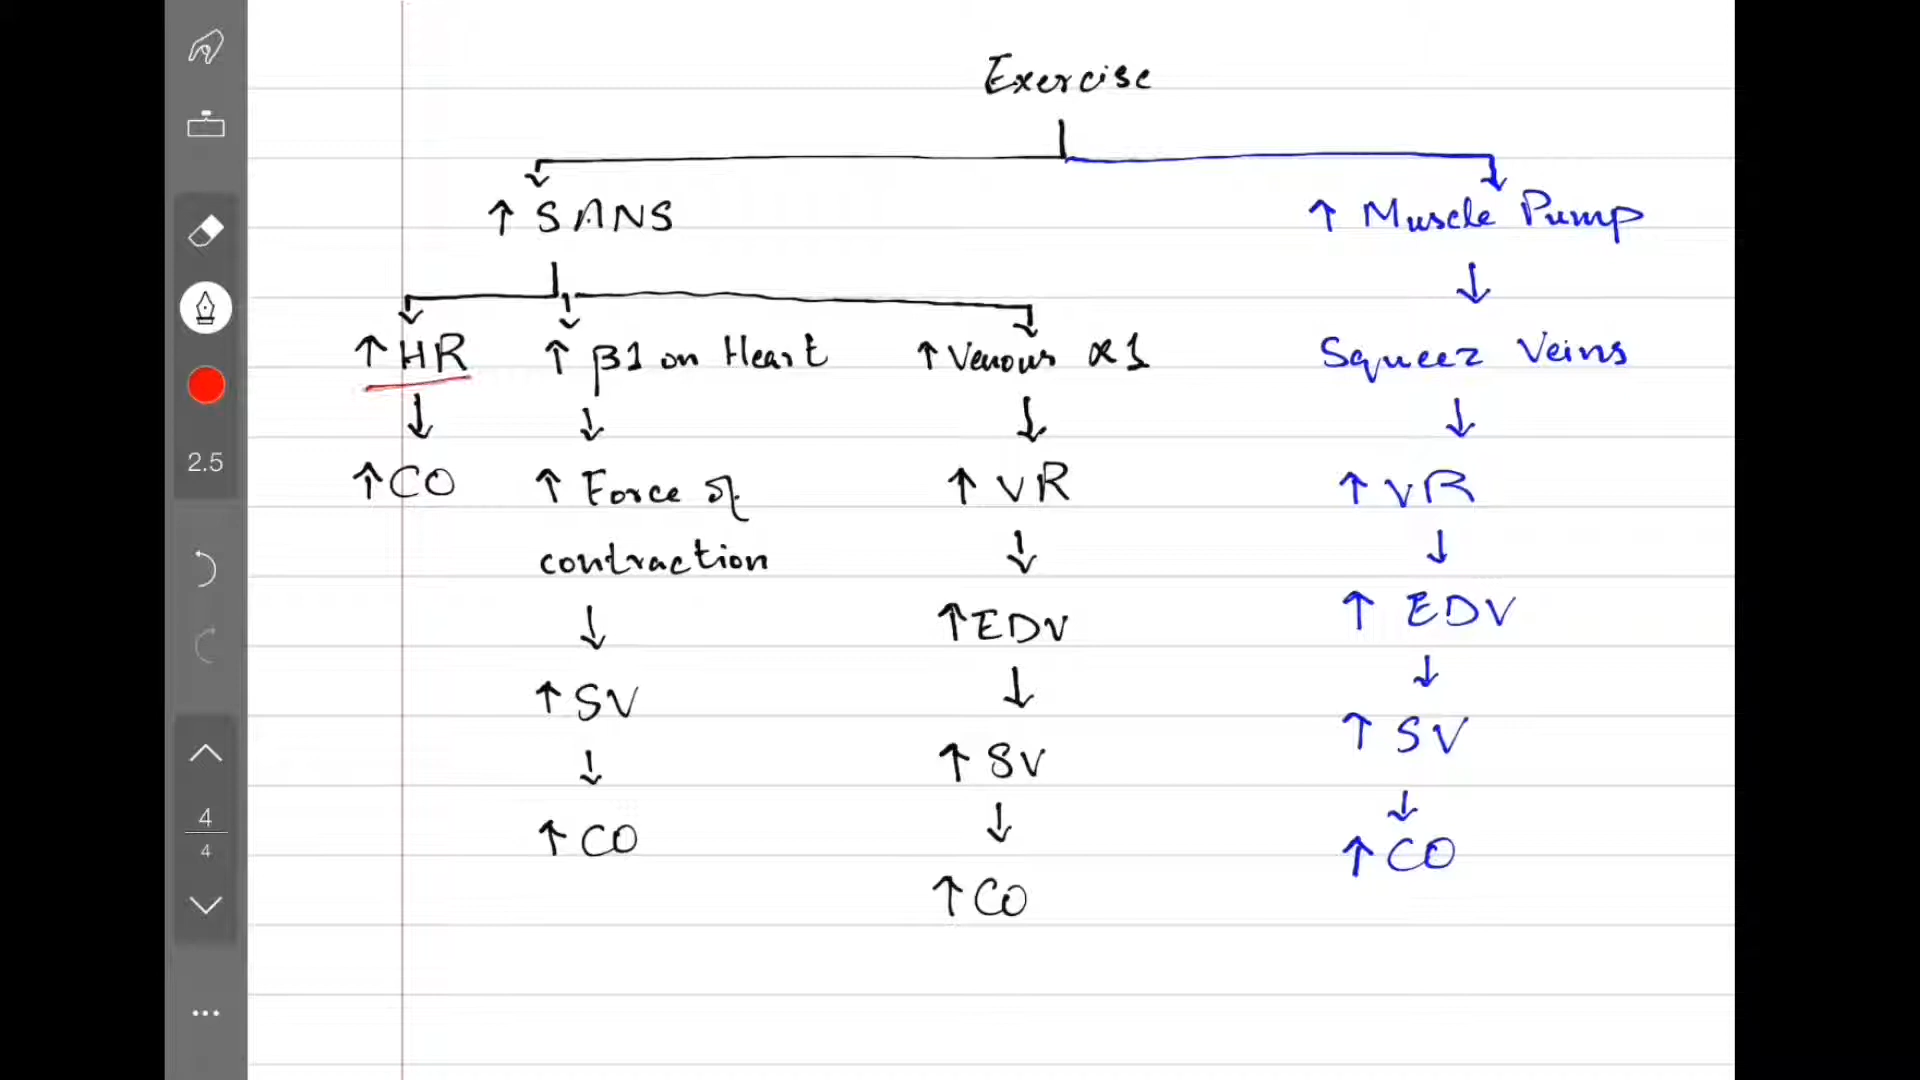 Exercise
↑ SANS
↑ Muscle Pump
↑ HR
↑ β1 on Heart
↑ Venous α1
Squeez Veins
↑ CO
↑ Force of
contraction
↑ VR
↑ VR
↑ EDV
↑ EDV
↑ SV
↑ SV
↑ SV
↑ CO
↑ CO
↑ CO
2.5
4
4